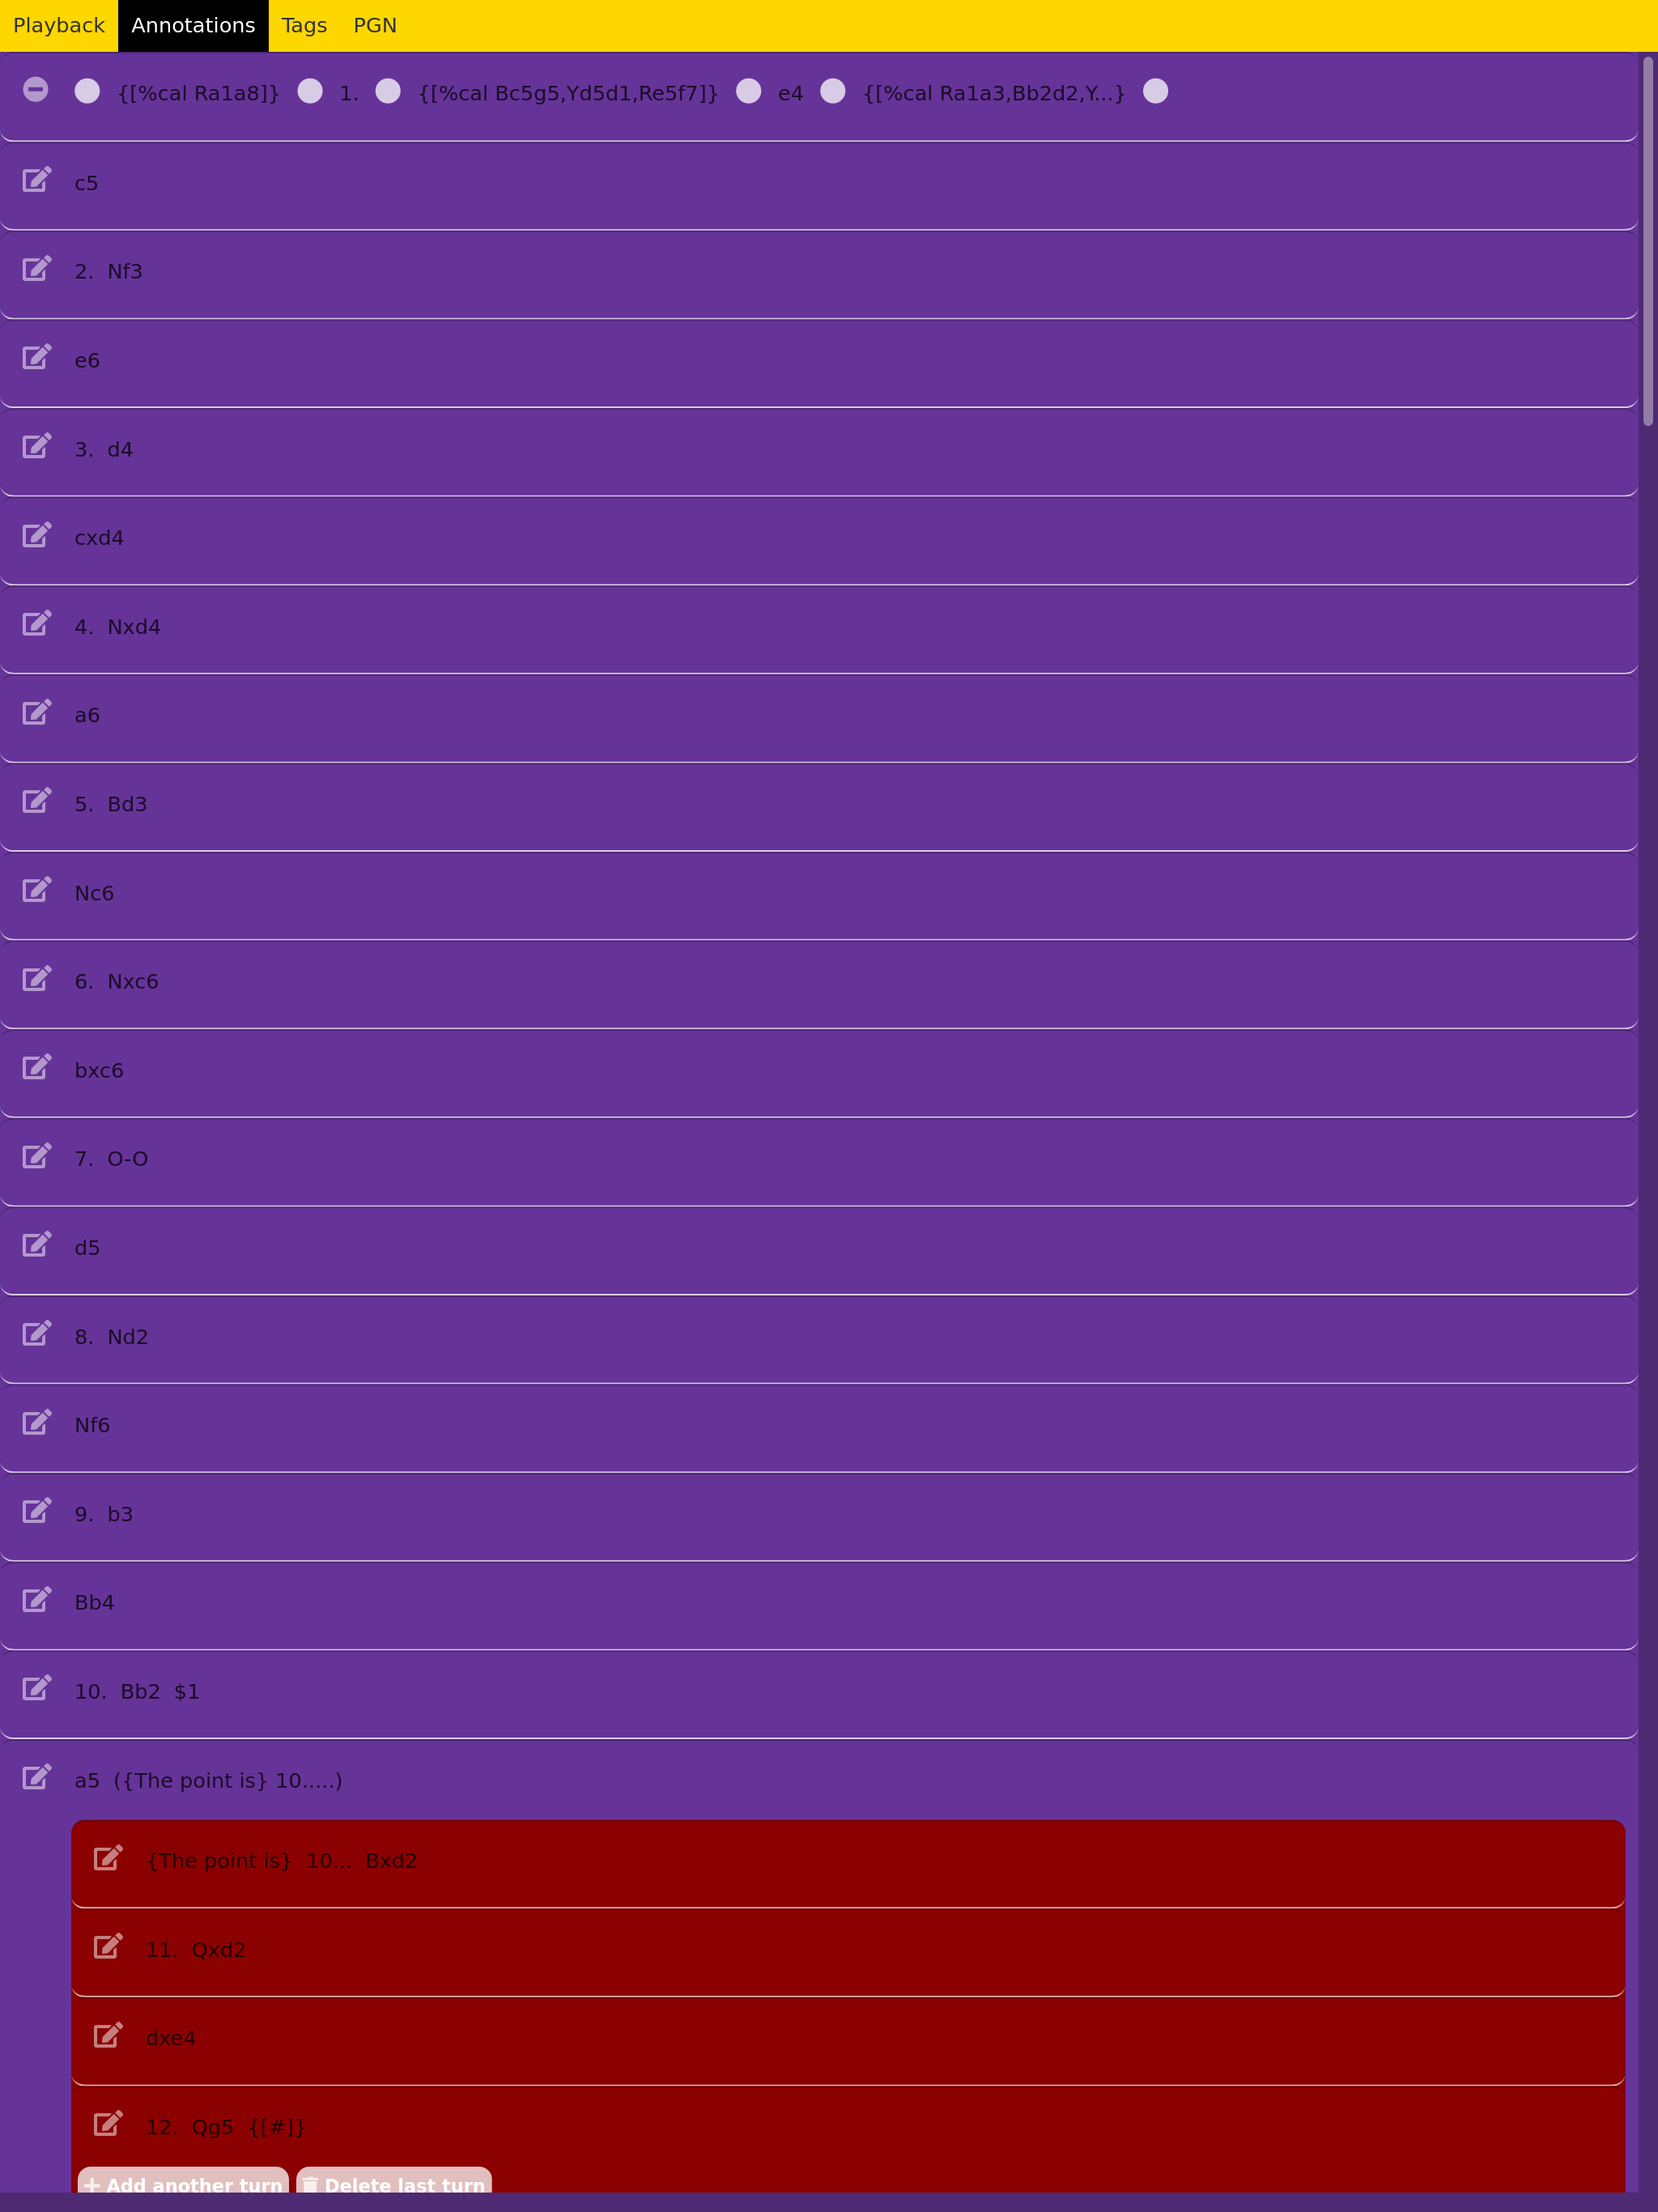 Playback Annotations Tags PGN
{[%cal Ra1a8]} 1. {[%cal Bc5g5,Yd5d1,Re5f7]} e4 {[%cal Ra1a3,Bb2d2,Y...}
c5
2. Nf3
e6
3. d4
cxd4
4. Nxd4
a6
5. Bd3
Nc6
6. Nxc6
bxc6
7. O-O
d5
8. Nd2
Nf6
9. b3
Bb4
10. Bb2 $1
a5 ({The point is} 10.....)
{The point is} 10... Bxd2
11. Qxd2
dxe4
12. Qg5 {[#]}
Add another turn Delete last turn